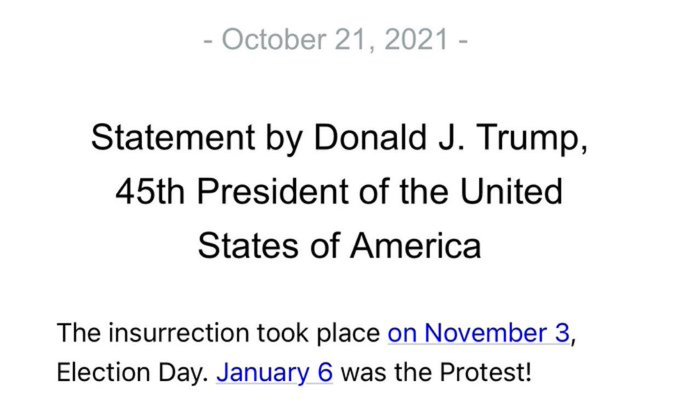 - October 21, 2021 -
Statement by Donald J. Trump,
45th President of the United
States of America
The insurrection took place on November 3,
Election Day. January 6 was the Protest!